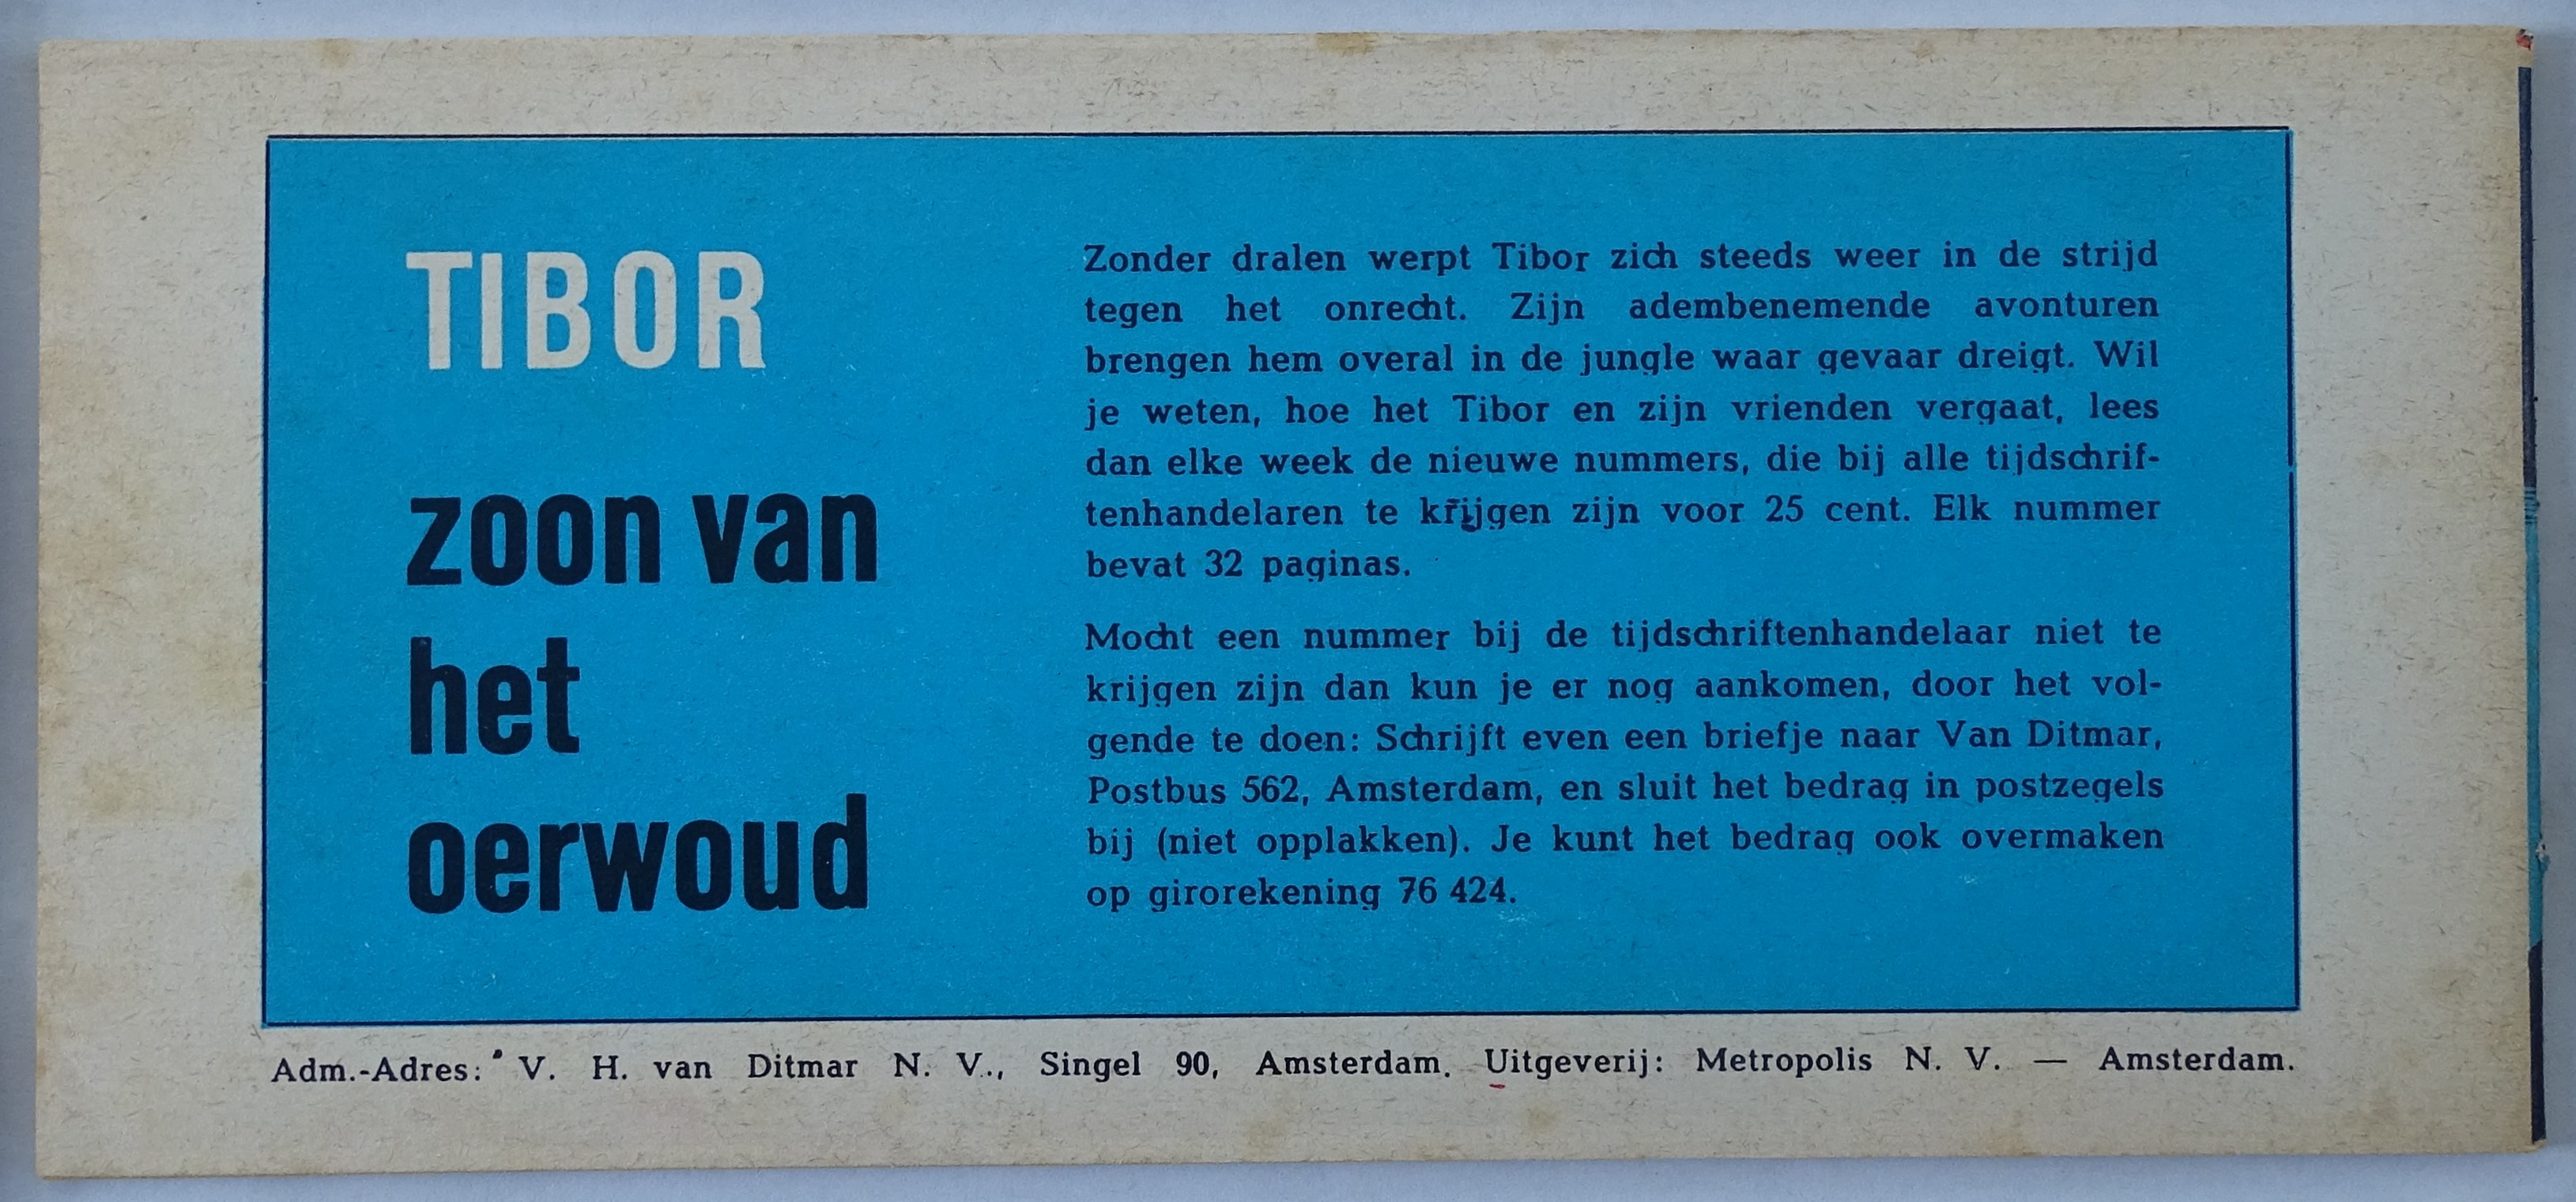 TIBOR
zoon van
het
oerwoud
Zonder dralen werpt Tibor zich steeds weer in de strijd
tegen het onrecht. Zijn adembenemende avonturen
brengen hem overal in de jungle waar gevaar dreigt. Wil
je weten, hoe het Tibor en zijn vrienden vergaat, lees
dan elke week de nieuwe nummers, die bij alle tijdschrif-
tenhandelaren te krijgen zijn voor 25 cent. Elk nummer
bevat 32 paginas.
Mocht een nummer bij de tijdschriftenhandelaar niet te
krijgen zijn dan kun je er nog aankomen, door het vol-
gende te doen: Schrijft even een briefje naar Van Ditmar,
Postbus 562, Amsterdam, en sluit het bedrag in postzegels
bij (niet opplakken). Je kunt het bedrag ook overmaken
op girorekening 76 424.
Adm.-Adres: V. H. van Ditmar N. V., Singel 90, Amsterdam. Uitgeverij: Metropolis N. V. — Amsterdam.